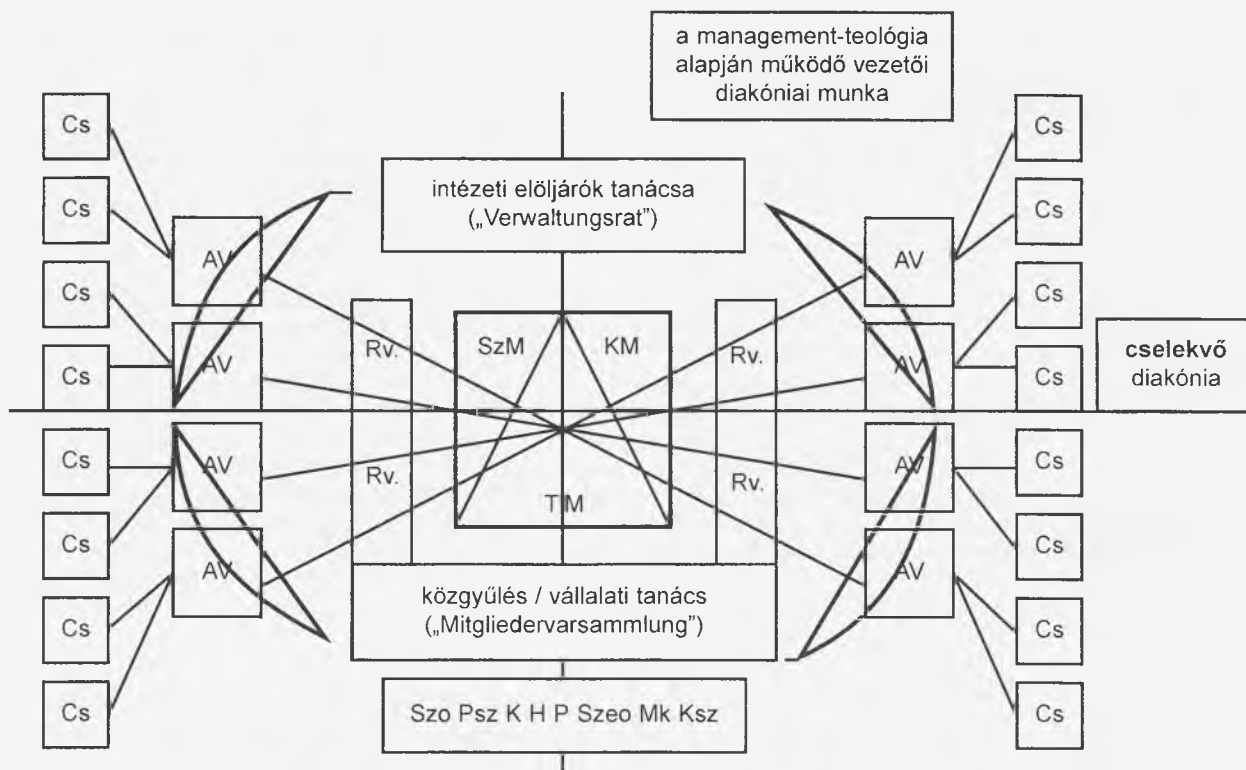 a management-teológia
alapján működő vezetői
diakóniai munka
Cs
Cs
Cs
Cs
Cs
Cs
Cs
Cs
AV
AV
AV
AV
intézeti elöljárók tanácsa
(„Verwaltungsrat”)
Rv.
Rv.
SzM
KM
TM
Rv.
Rv.
közgyűlés / vállalati tanács
(„Mitgliedervarsammlung”)
Szo Psz K H P Szeo Mk Ksz
AV
AV
AV
AV
Cs
Cs
Cs
Cs
Cs
Cs
Cs
Cs
cselekvő
diakónia